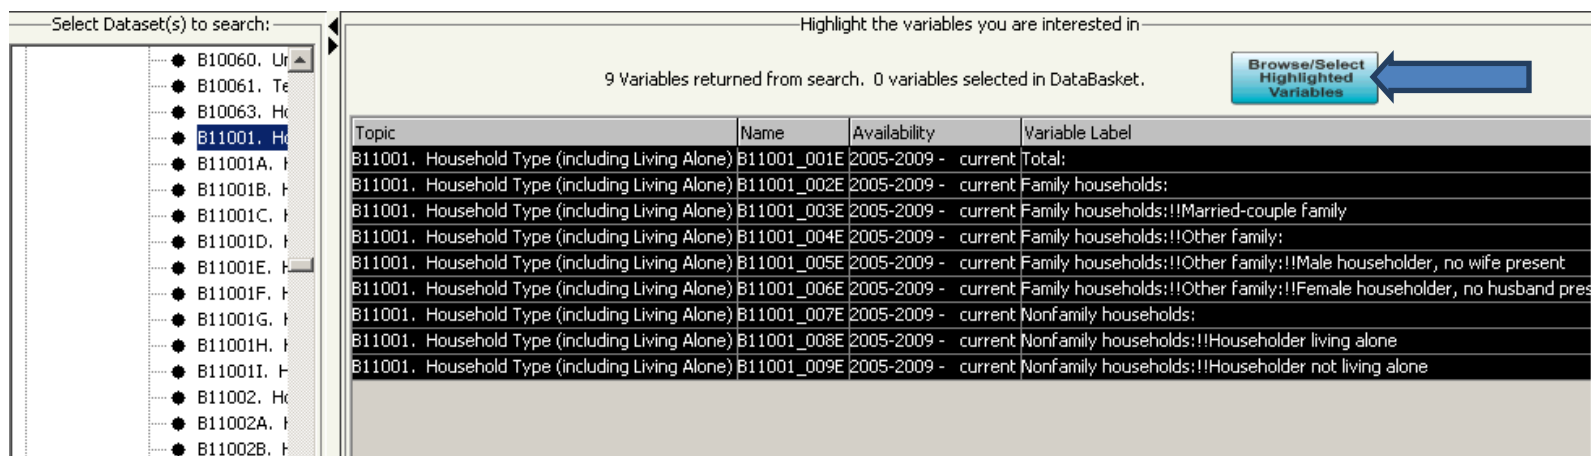 Select Dataset(s) to search:
B10060. Un
B10061. Te
B10063. Ho
B11001. Ho
B11001A. H
B11001B. H
B11001C. H
B11001D. H
B11001E. H
B11001F. H
B11001G. H
B11001H. H
B11001I. H
B11002. Ho
B11002A. H
B11002B. H
Highlight the variables you are interested in
9 Variables returned from search. 0 variables selected in DataBasket.
Browse/Select
Highlighted
Variables
Topic Name Availability Variable Label
B11001. Household Type (including Living Alone) B11001_001E 2005-2009 - current Total:
B11001. Household Type (including Living Alone) B11001_002E 2005-2009 - current Family households:
B11001. Household Type (including Living Alone) B11001_003E 2005-2009 - current Family households:!!Married-couple family
B11001. Household Type (including Living Alone) B11001_004E 2005-2009 - current Family households:!!Other family:
B11001. Household Type (including Living Alone) B11001_005E 2005-2009 - current Family households:!!Other family:!!Male householder, no wife present
B11001. Household Type (including Living Alone) B11001_006E 2005-2009 - current Family households:!!Other family:!!Female householder, no husband pres
B11001. Household Type (including Living Alone) B11001_007E 2005-2009 - current Nonfamily households:
B11001. Household Type (including Living Alone) B11001_008E 2005-2009 - current Nonfamily households:!!Householder living alone
B11001. Household Type (including Living Alone) B11001_009E 2005-2009 - current Nonfamily households:!!Householder not living alone